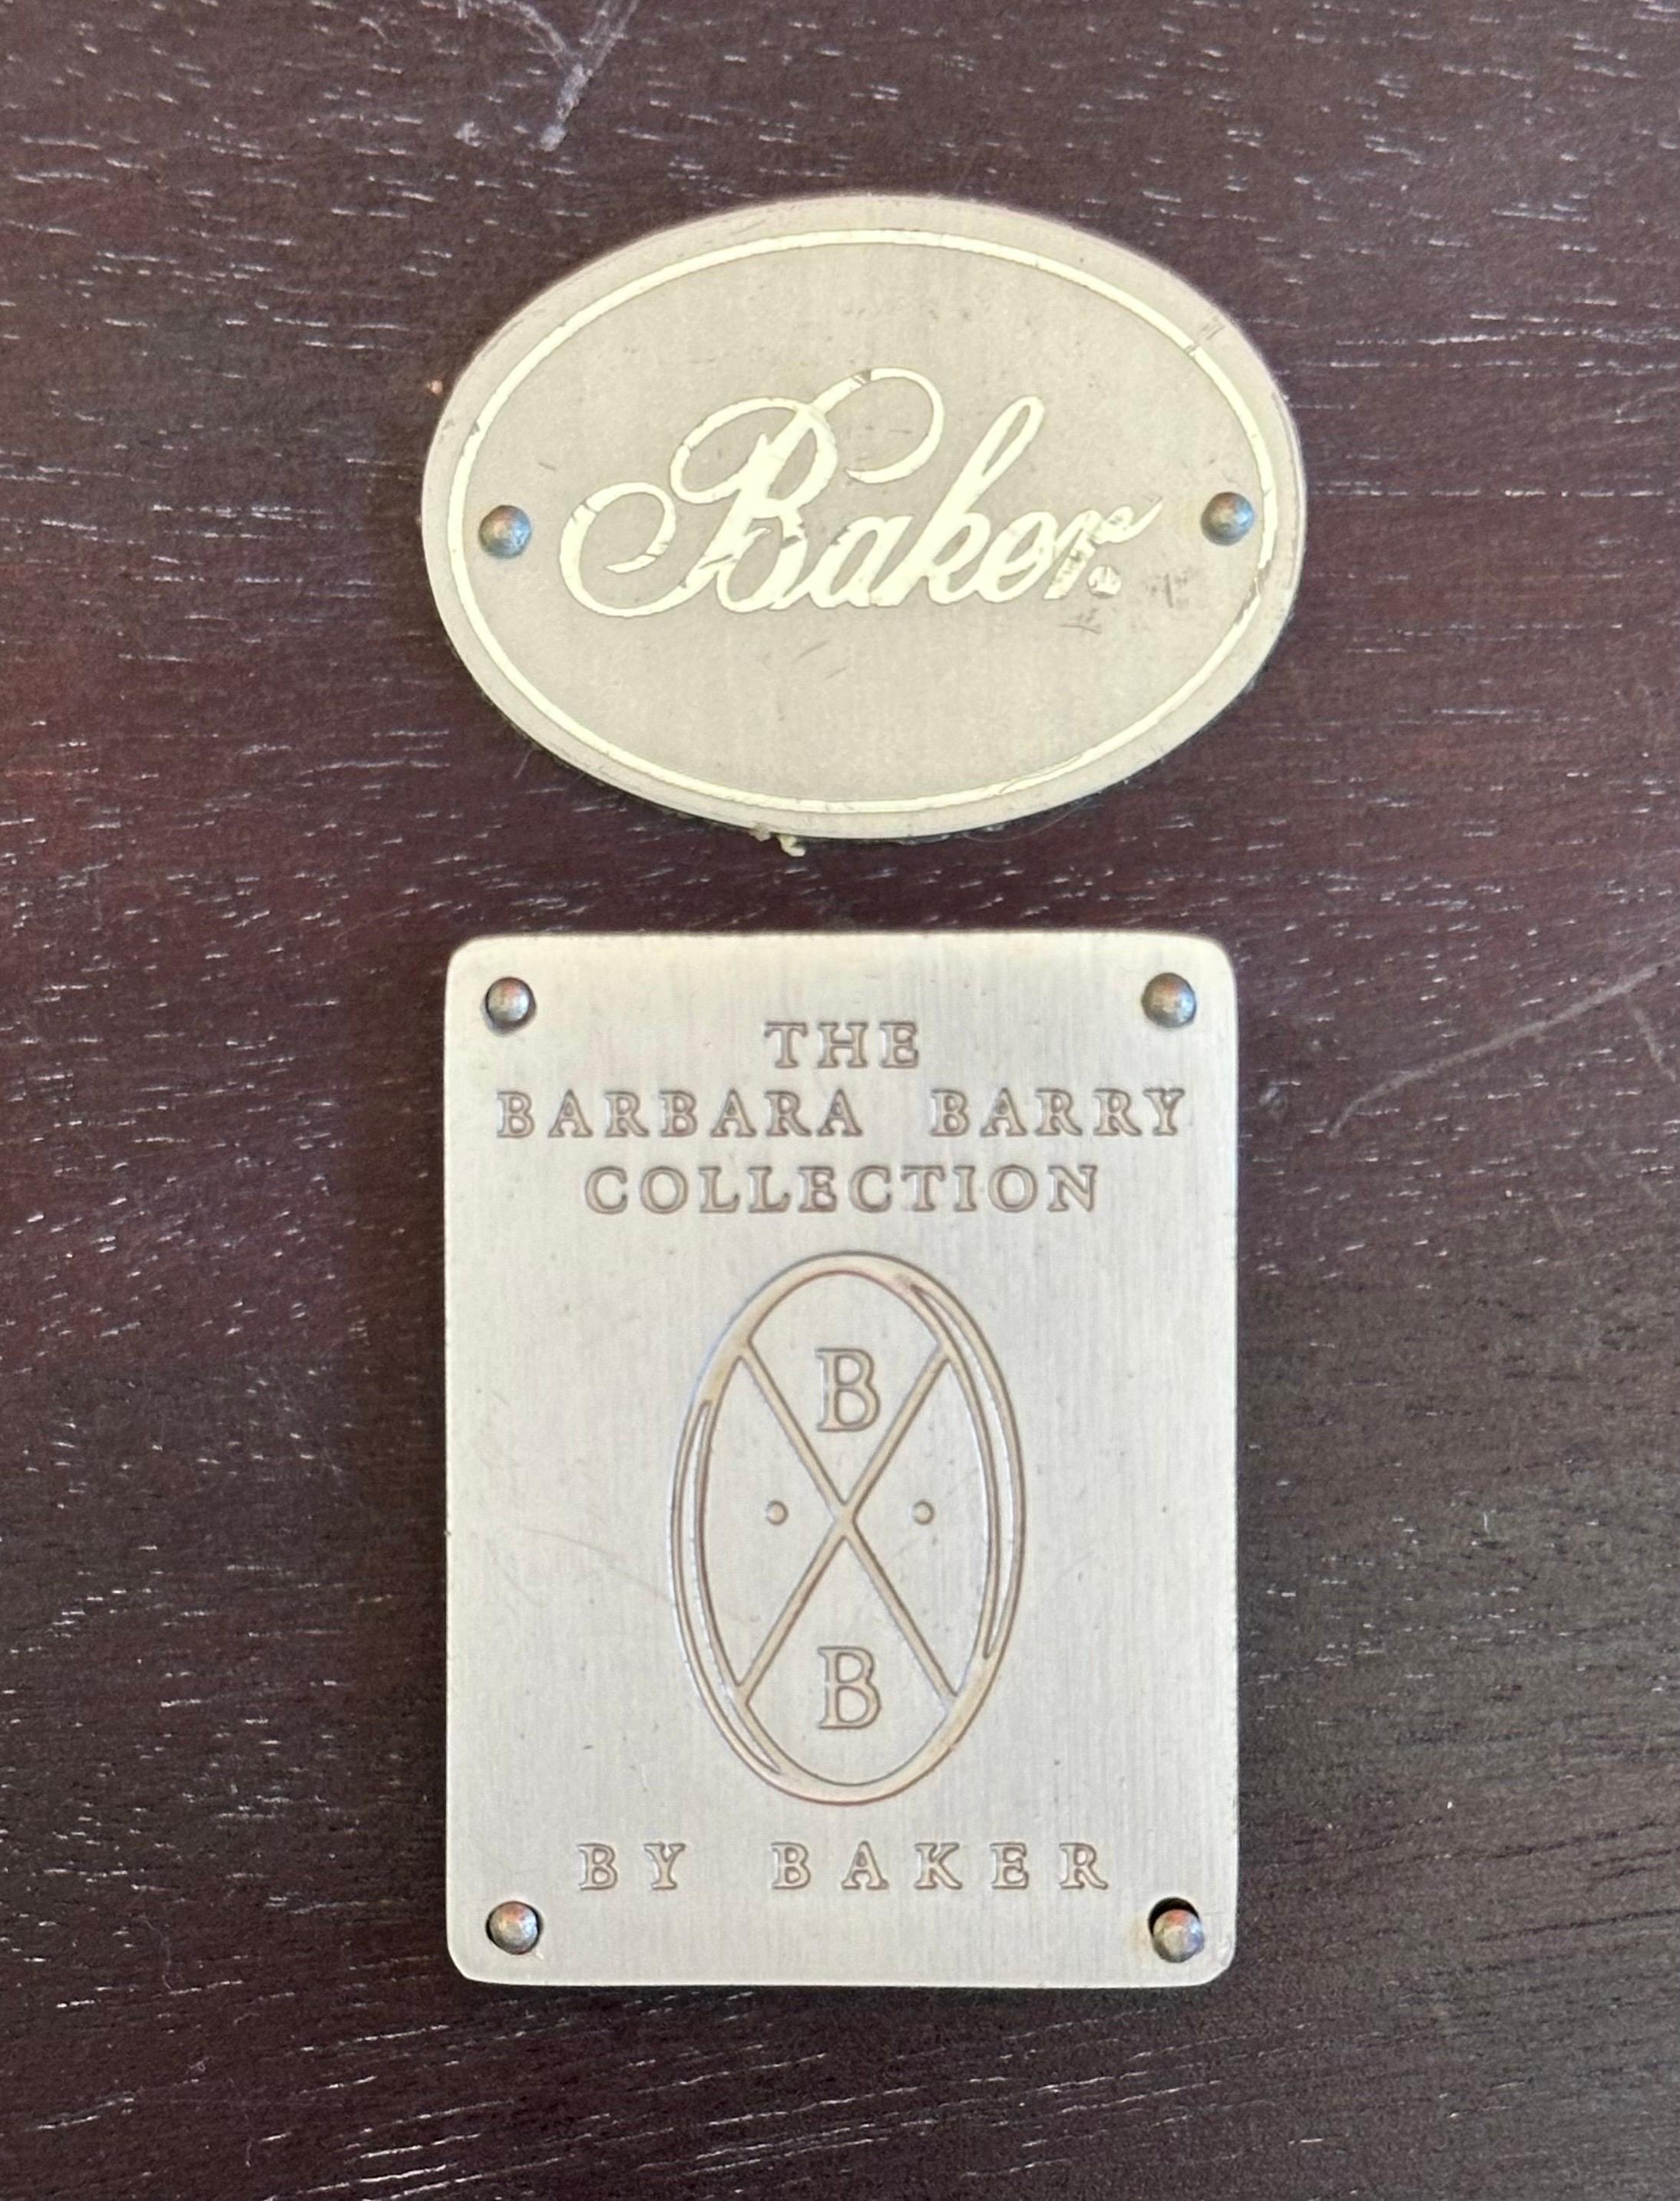 Baker.
THE
BARBARA BARRY
COLLECTION
B
B
BY BAKER